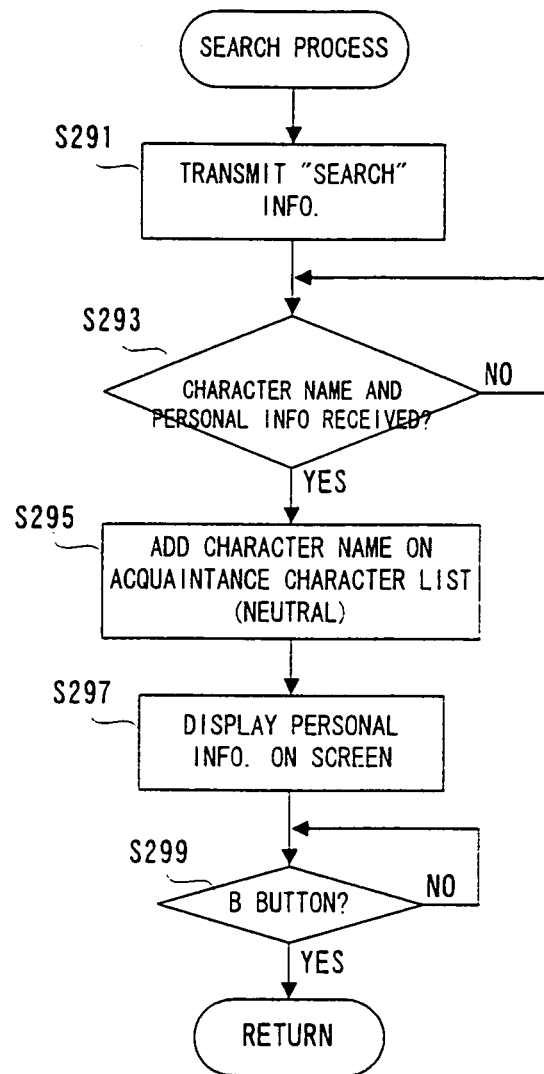 SEARCH PROCESS
S291
TRANSMIT "SEARCH"
INFO.
S293
CHARACTER NAME AND
PERSONAL INFO RECEIVED?
NO
YES
S295
ADD CHARACTER NAME ON
ACQUAINTANCE CHARACTER LIST
(NEUTRAL)
S297
DISPLAY PERSONAL
INFO. ON SCREEN
S299
B BUTTON?
NO
YES
RETURN